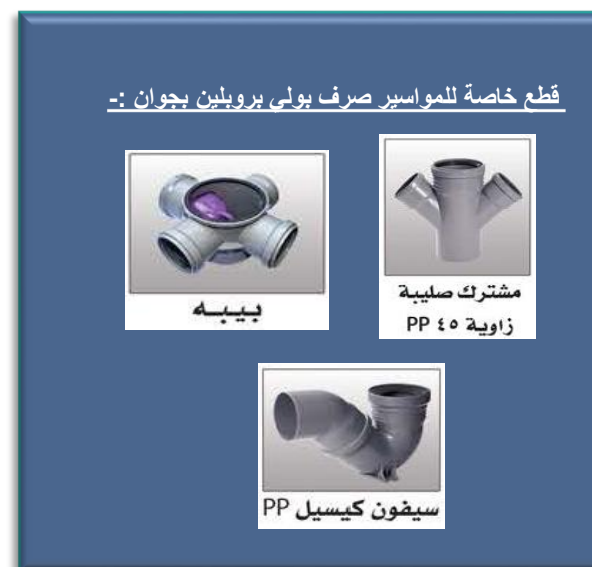 قطع خاصة للمواسير صرف بولي بروبلين بجوان :-
مشترك صليبة
زاوية ٤٥ PP
بيبه
سيفون كيسيل PP